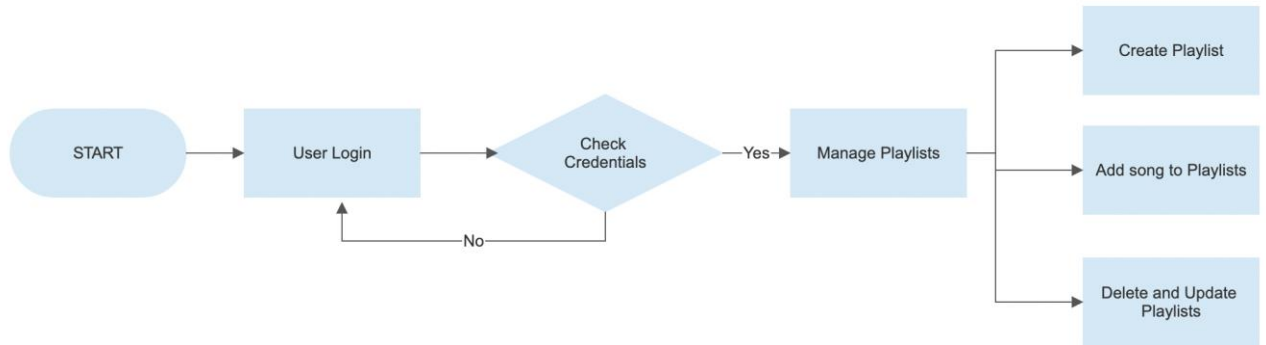 START
User Login
Check
Credentials
Yes
No
Manage Playlists
Create Playlist
Add song to Playlists
Delete and Update
Playlists